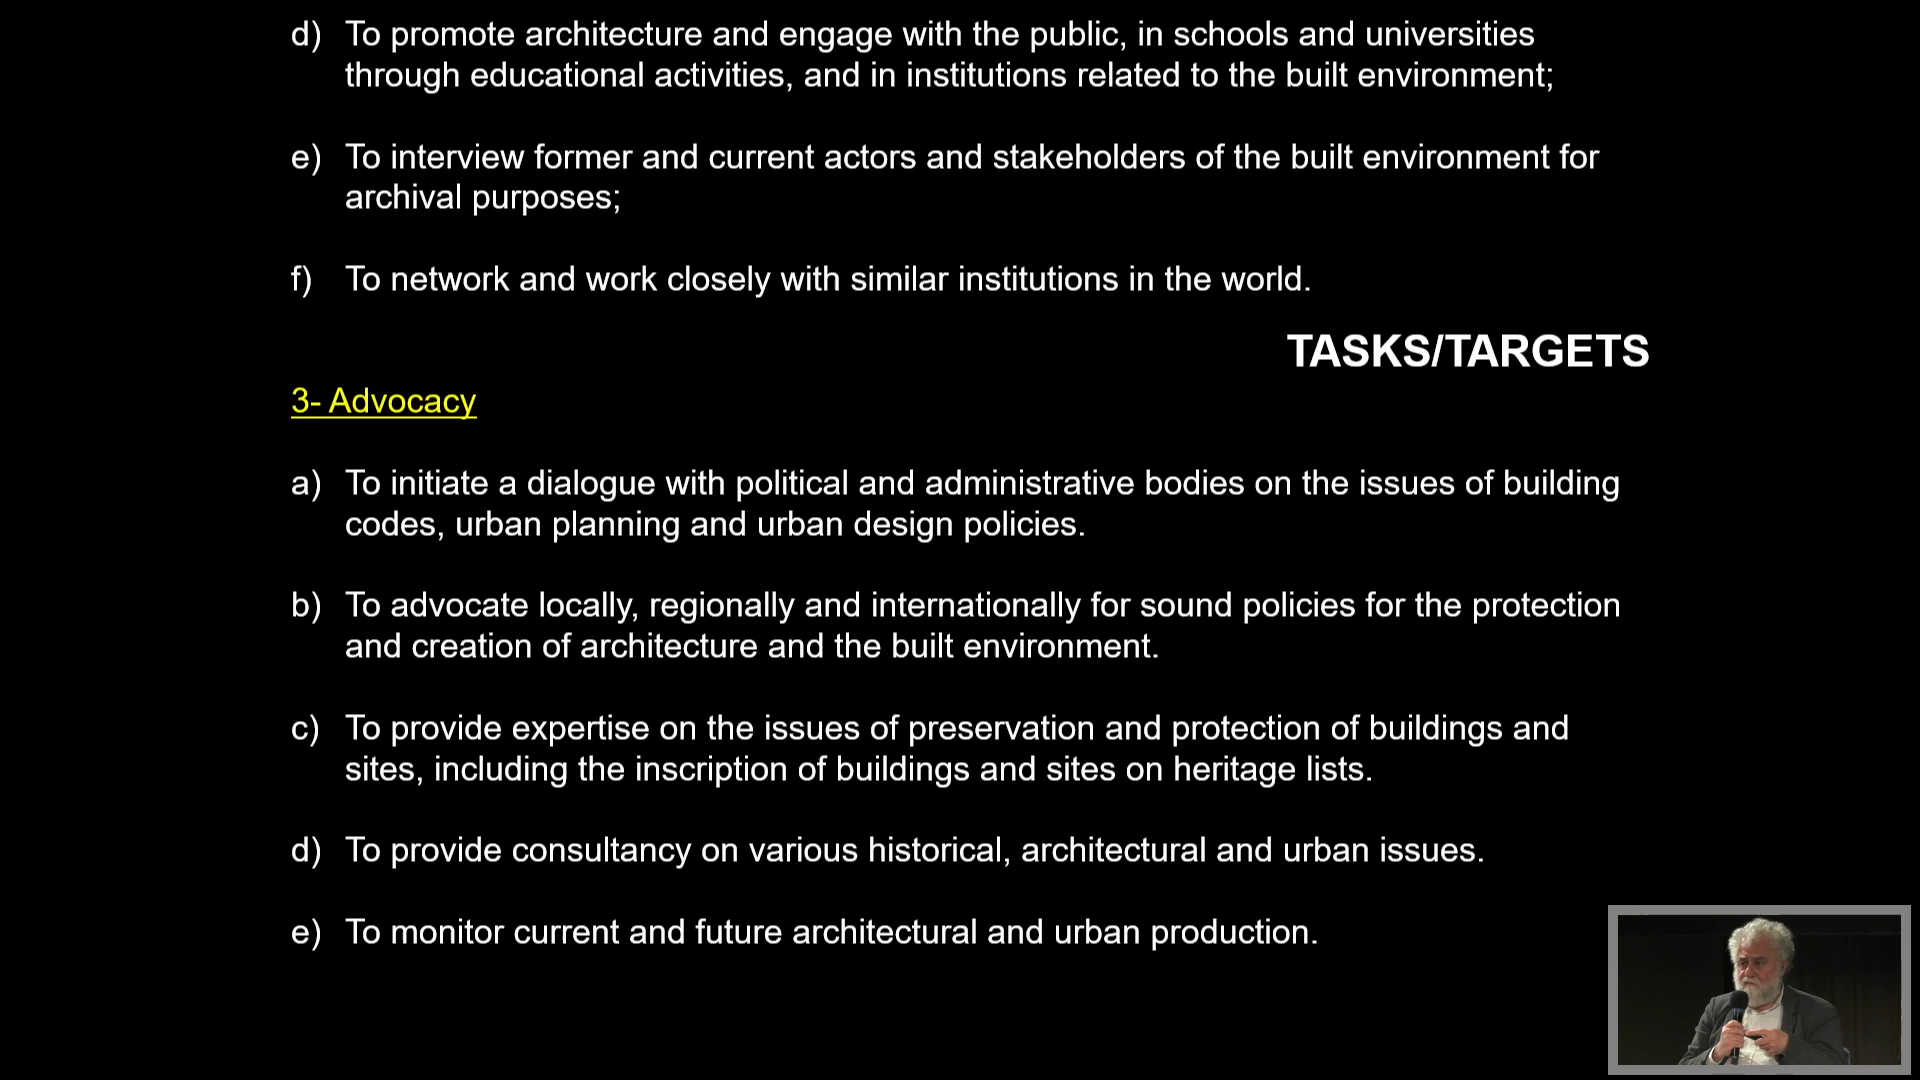 d) To promote architecture and engage with the public, in schools and universities
through educational activities, and in institutions related to the built environment;
e) To interview former and current actors and stakeholders of the built environment for
archival purposes;
f) To network and work closely with similar institutions in the world.
TASKS/TARGETS
3- Advocacy
a) To initiate a dialogue with political and administrative bodies on the issues of building
codes, urban planning and urban design policies.
b) To advocate locally, regionally and internationally for sound policies for the protection
and creation of architecture and the built environment.
c) To provide expertise on the issues of preservation and protection of buildings and
sites, including the inscription of buildings and sites on heritage lists.
d) To provide consultancy on various historical, architectural and urban issues.
e) To monitor current and future architectural and urban production.